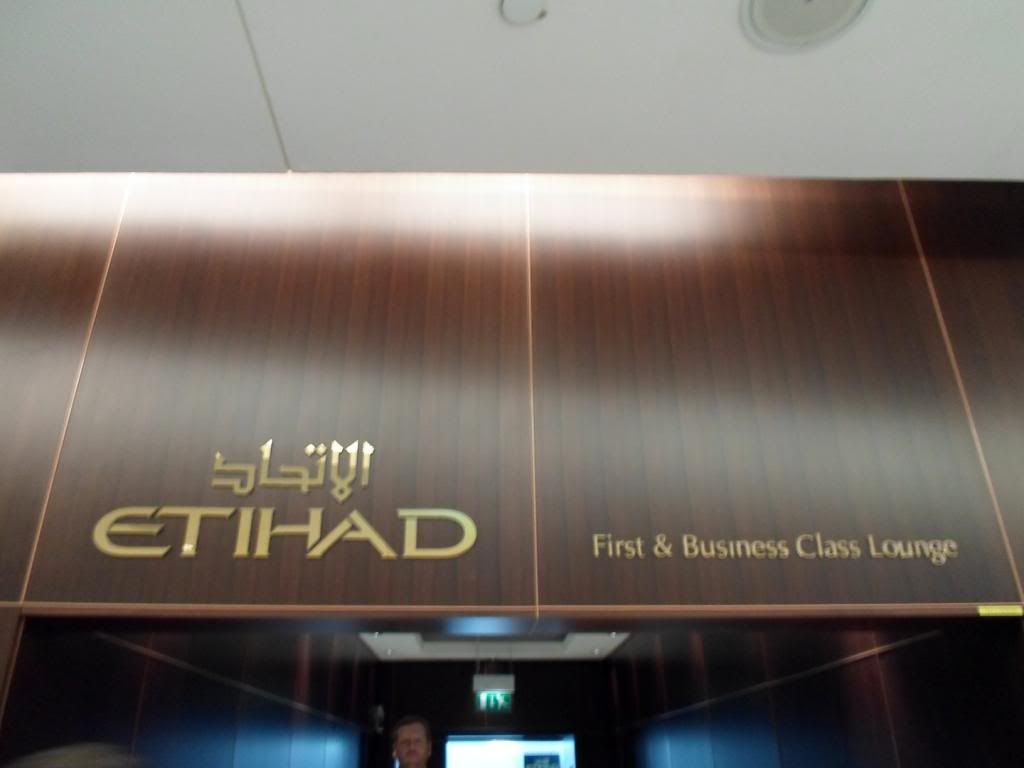 الاتحاد
ETIHAD
First & Business Class Lounge